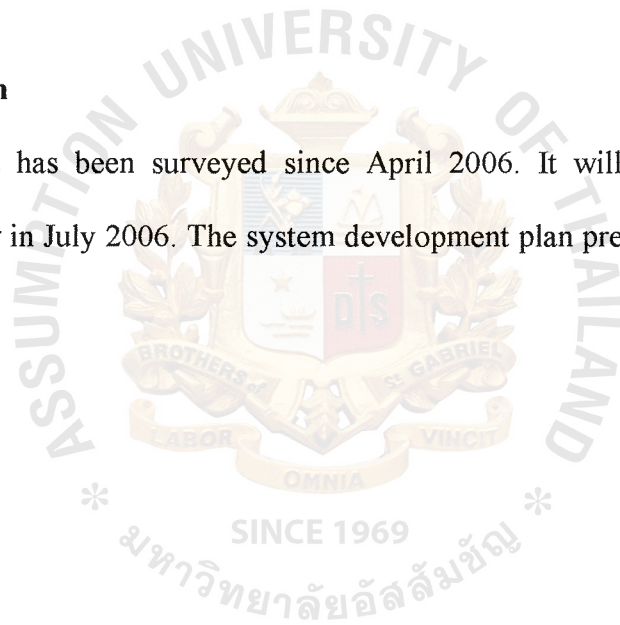 n
has been surveyed since April 2006. It will
in July 2006. The system development plan pre
ASSUMPTION UNIVERSITY OF THAILAND
D S
BROTHERS of St GABRIEL
LABOR VINCIT
OMNIA
SINCE 1969
มหาวิทยาลัยอัสสัมชัญ